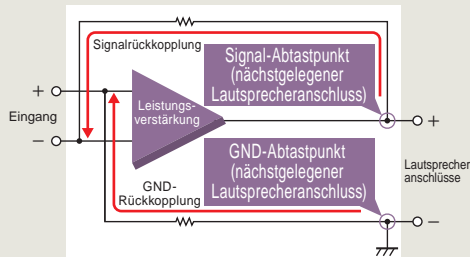 Signalrückkopplung
Signal-Abtastpunkt
(nächstgelegener
Lautsprecheranschluss)
+
Eingang
−
Leistungs-
verstärkung
+
GND-Abtastpunkt
(nächstgelegener
Lautsprecheranschluss)
Lautsprecher
anschlüsse
GND-
Rückkopplung
−